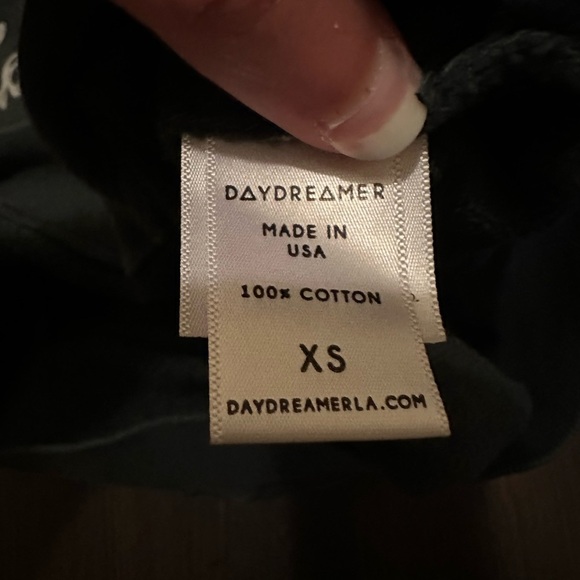 DAYDREAMER
MADE IN
USA
100% COTTON
XS
DAYDREAMERLA.COM